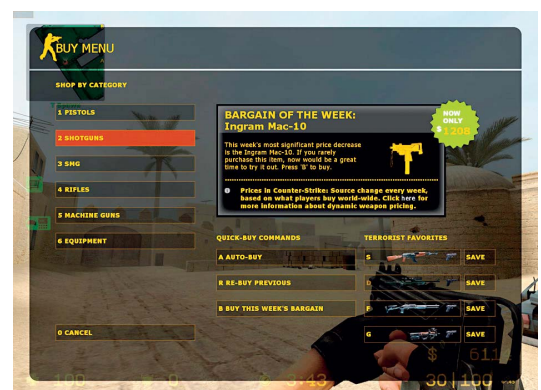 BUY MENU
SHOP BY CATEGORY
1 PISTOLS
2 SHOTGUNS
3 SMG
4 RIFLES
5 MACHINE GUNS
6 EQUIPMENT
0 CANCEL
BARGAIN OF THE WEEK:
Ingram Mac-10
NOW
ONLY
$1208
This week's most significant price decrease
is the Ingram Mac-10. If you rarely
purchase this item, now would be a great
time to try it out. Press 'B' to buy.
Prices in Counter-Strike: Source change every week,
based on what players buy world-wide. Click here for
more information about dynamic weapon pricing.
QUICK-BUY COMMANDS
A AUTO-BUY
R RE-BUY PREVIOUS
B BUY THIS WEEK'S BARGAIN
TERRORIST FAVORITES
S SAVE
D SAVE
F SAVE
G SAVE
$ 611
100 0 3:43 30|100